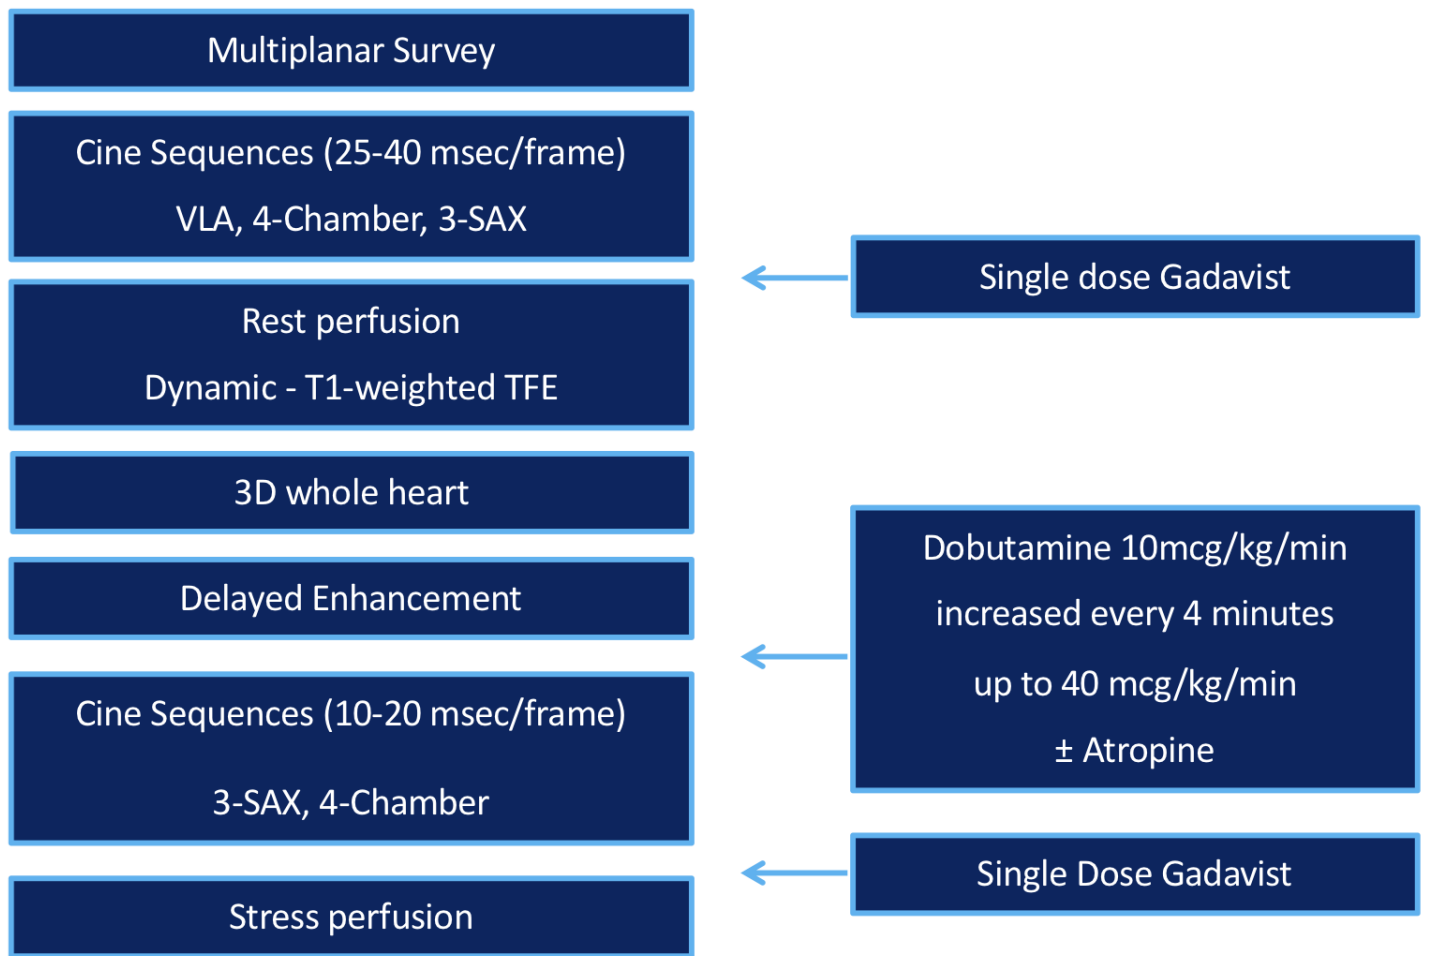 Multiplanar Survey
Cine Sequences (25-40 msec/frame)
VLA, 4-Chamber, 3-SAX
Single dose Gadavist
Rest perfusion
Dynamic - T1-weighted TFE
3D whole heart
Delayed Enhancement
Dobutamine 10mcg/kg/min
increased every 4 minutes
up to 40 mcg/kg/min
± Atropine
Cine Sequences (10-20 msec/frame)
3-SAX, 4-Chamber
Single Dose Gadavist
Stress perfusion